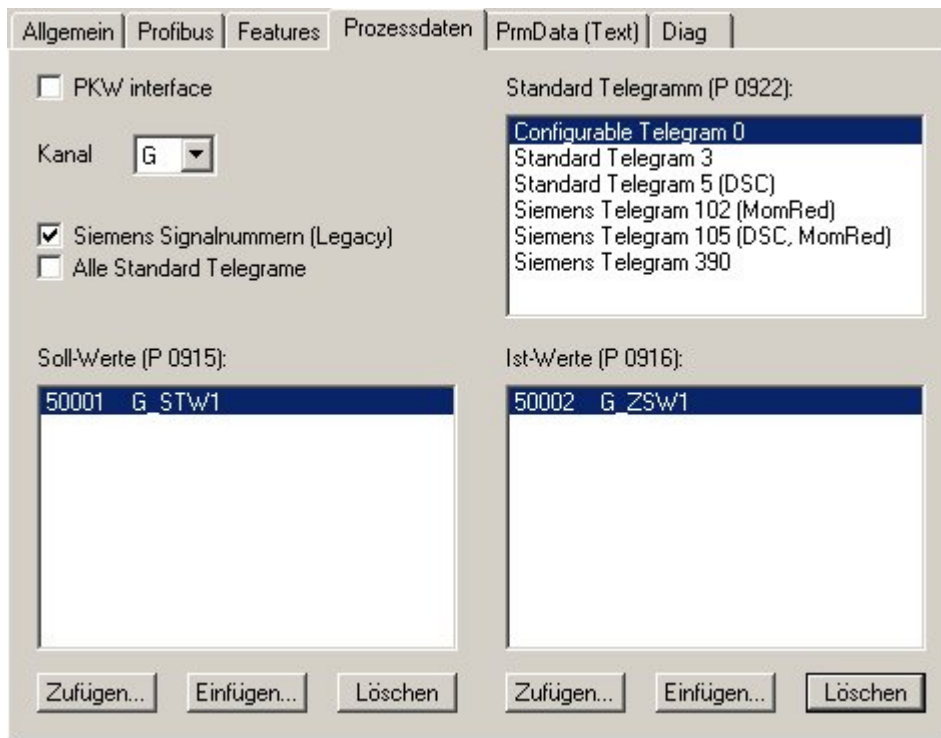 Allgemein Profibus Features Prozessdaten PrmData (Text) Diag
PKW interface
Kanal G
Siemens Signalnummern (Legacy)
Alle Standard Telegrame
Standard Telegramm (P 0922):
Configurable Telegram 0
Standard Telegram 3
Standard Telegram 5 (DSC)
Siemens Telegram 102 (MomRed)
Siemens Telegram 105 (DSC, MomRed)
Siemens Telegram 390
Soll-Werte (P 0915):
50001 G_STW1
Zufügen... Einfügen... Löschen
Ist-Werte (P 0916):
50002 G_ZSW1
Zufügen... Einfügen... Löschen